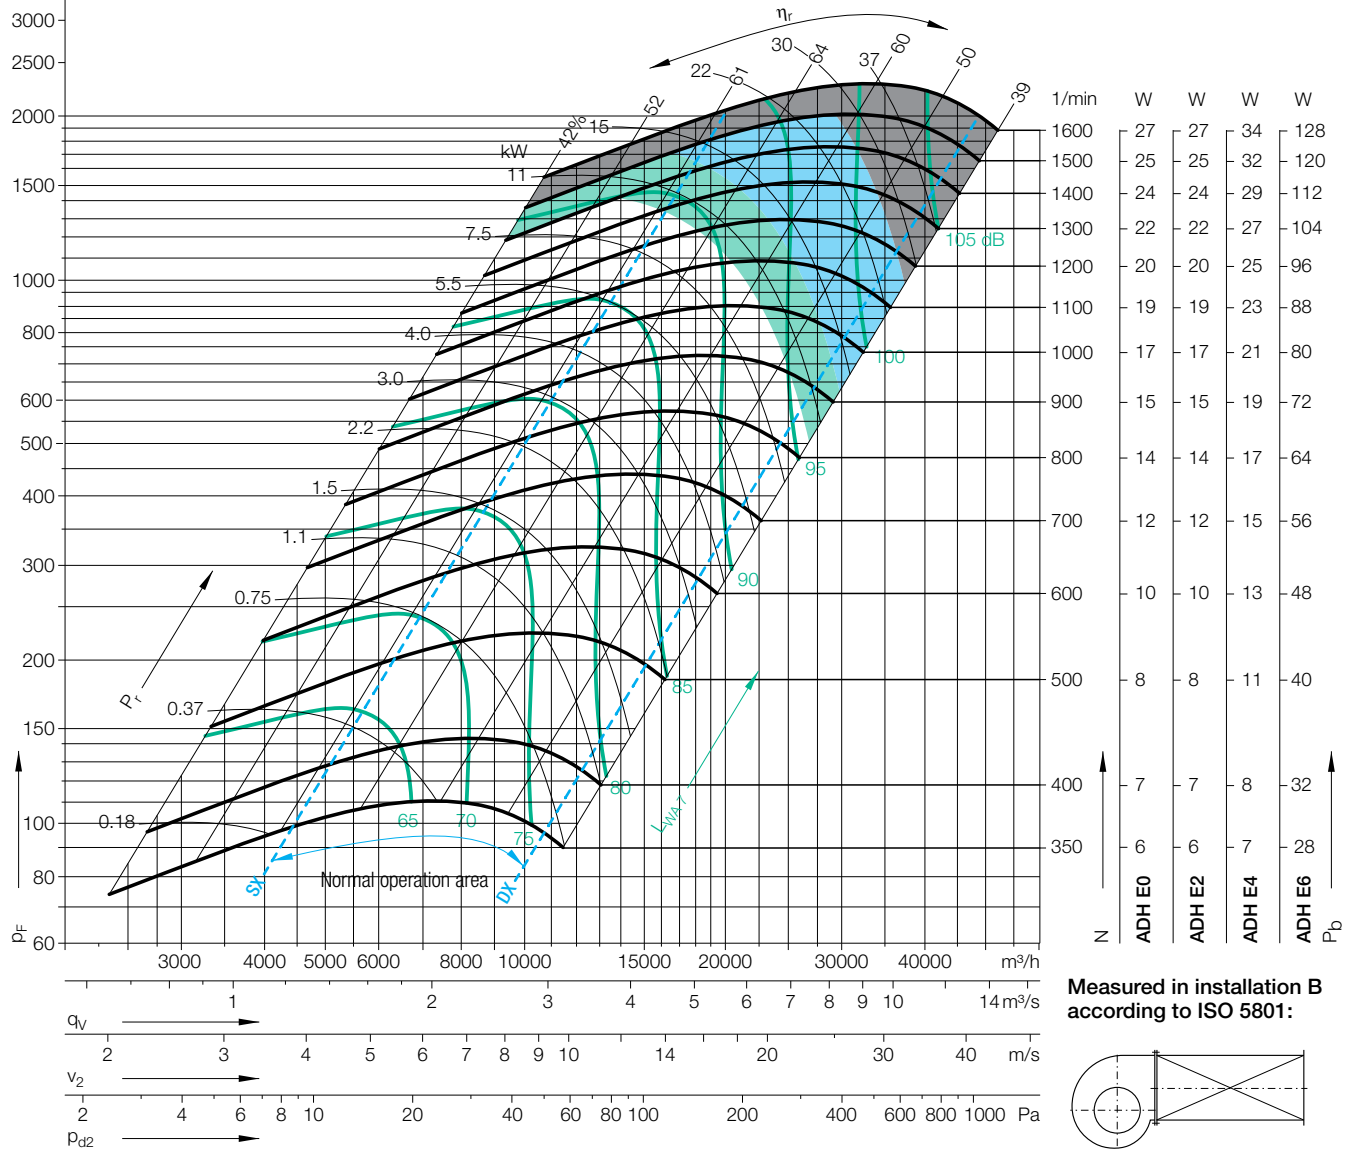 3000
2500
2000
1500
1000
800
600
500
400
300
200
150
100
80
60
p_F
η_r
kW
11
7.5
5.5
4.0
3.0
2.2
1.5
1.1
0.75
0.37
0.18
P_r
42%
15
52
22
61
30
64
37
60
50
39
105 dB
100
95
90
85
80
75
70
65
L_WA 7
SX
Normal operation area
DX
1/min W W W W
1600 27 27 34 128
1500 25 25 32 120
1400 24 24 29 112
1300 22 22 27 104
1200 20 20 25 96
1100 19 19 23 88
1000 17 17 21 80
900 15 15 19 72
800 14 14 17 64
700 12 12 15 56
600 10 10 13 48
500 8 8 11 40
400 7 7 8 32
350 6 6 7 28
N ADH E0 ADH E2 ADH E4 ADH E6 P_b
3000 4000 5000 6000 8000 10000 15000 20000 30000 40000 m³/h
1 2 3 4 5 6 7 8 9 10 14 m³/s
q_V
2 3 4 5 6 7 8 9 10 14 20 30 40 m/s
v_2
2 4 6 8 10 20 40 60 80 100 200 400 600 800 1000 Pa
p_d2
Measured in installation B
according to ISO 5801: